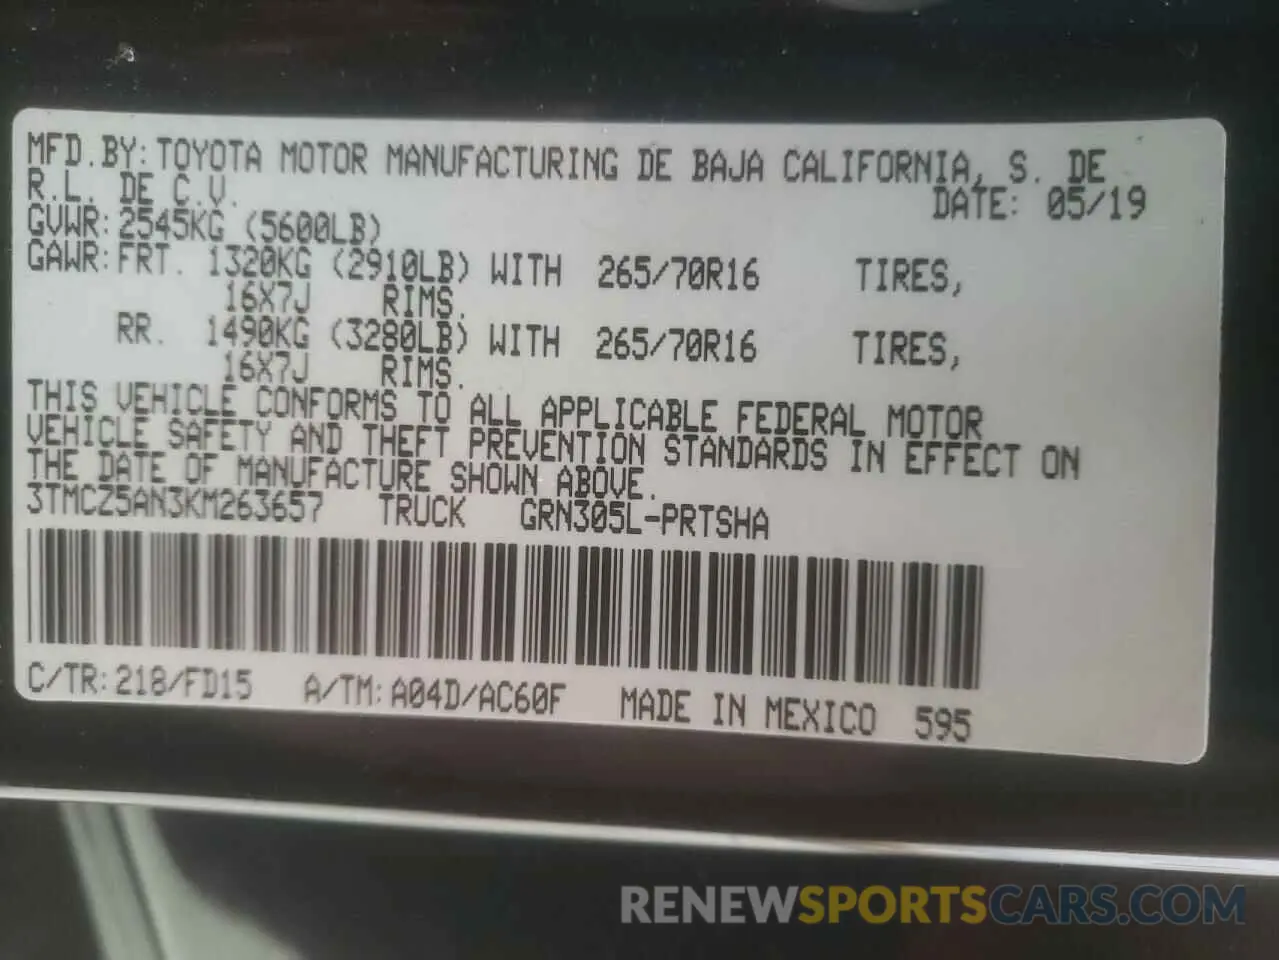 MFD.BY:TOYOTA MOTOR MANUFACTURING DE BAJA CALIFORNIA, S. DE
R.L. DE C.V. DATE: 05/19
GVWR:2545KG (5600LB)
GAWR:FRT. 1320KG (2910LB) WITH 265/70R16 TIRES,
16X7J RIMS.
RR. 1490KG (3280LB) WITH 265/70R16 TIRES,
16X7J RIMS.
THIS VEHICLE CONFORMS TO ALL APPLICABLE FEDERAL MOTOR
VEHICLE SAFETY AND THEFT PREVENTION STANDARDS IN EFFECT ON
THE DATE OF MANUFACTURE SHOWN ABOVE.
3TMCZ5AN3KM263657 TRUCK GRN305L-PRTSHA
C/TR:218/FD15 A/TM:A04D/AC60F MADE IN MEXICO 595
RENEWSPORTSCARS.COM